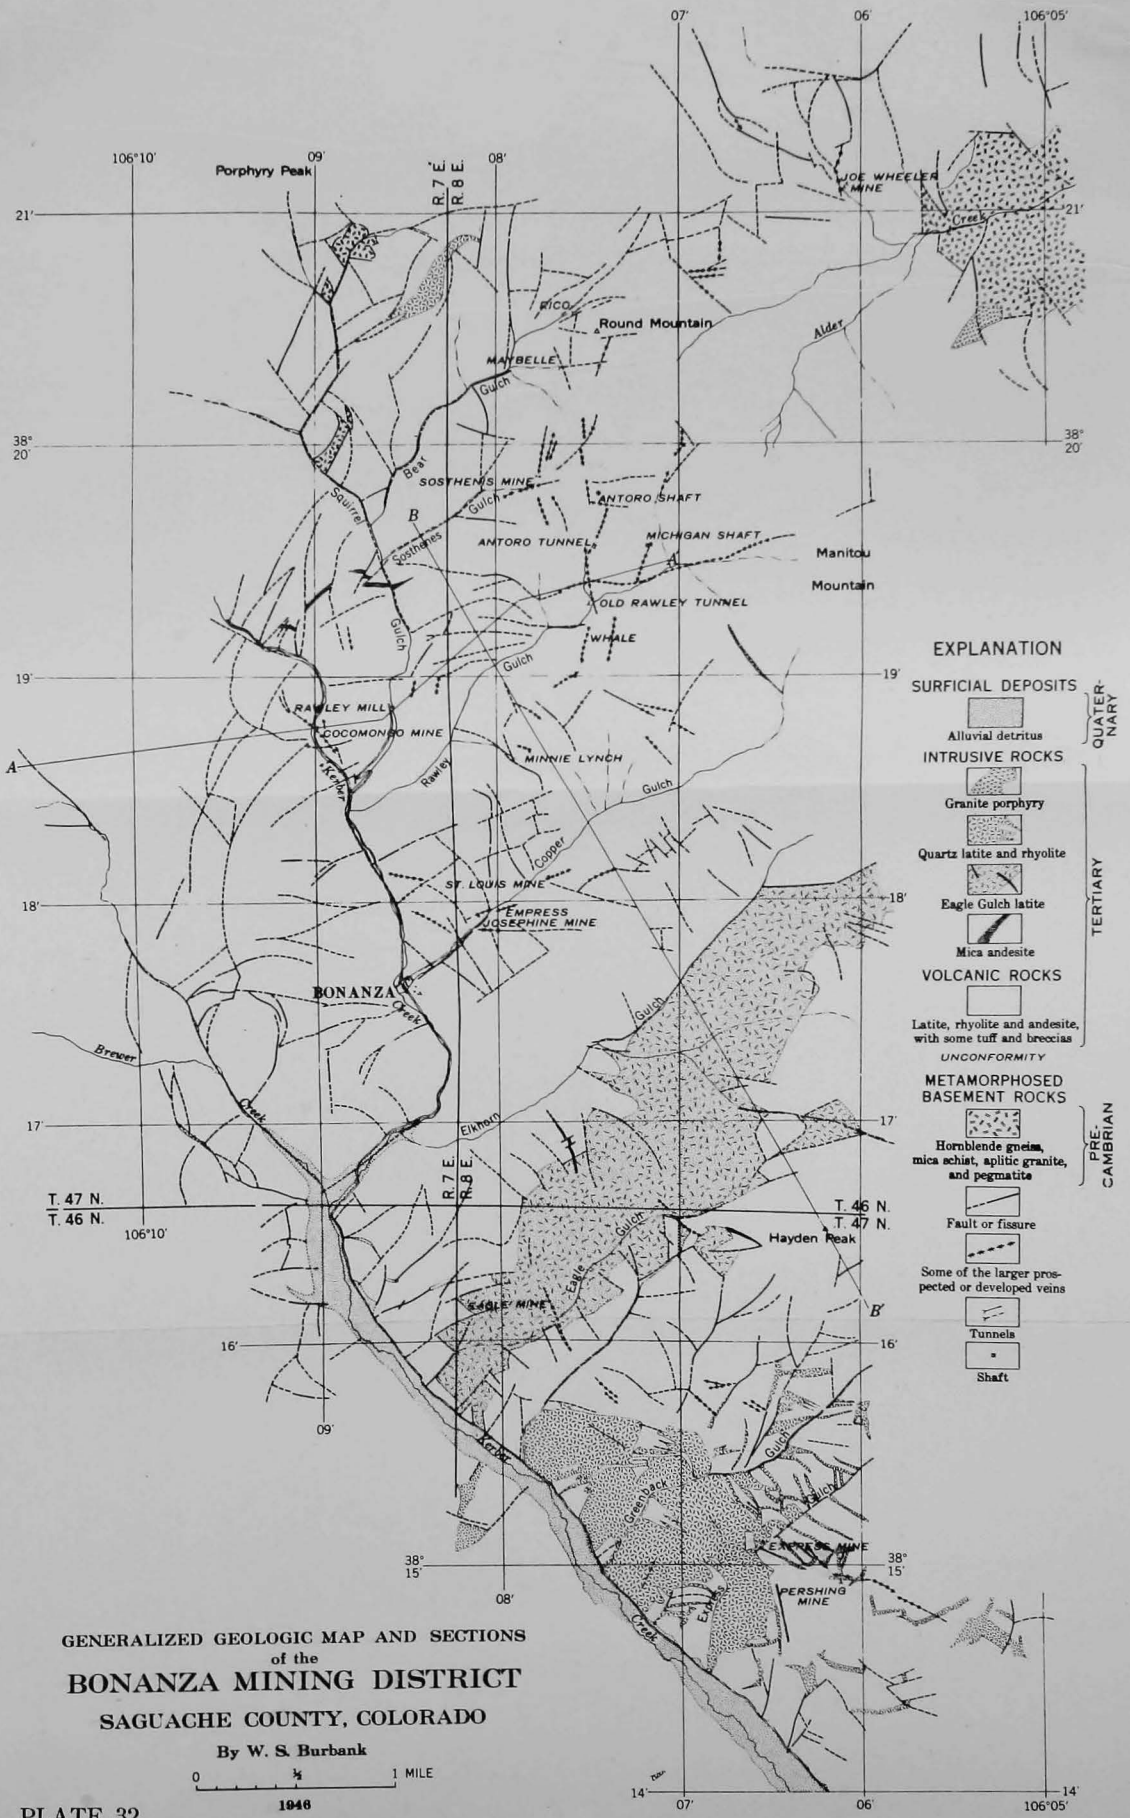 07'
06'
106°05'
106°10'
09'
08'
Porphyry Peak
R. 7 E.
R. 8 E.
JOE WHEELER
MINE
21'
21'
Creek
RICO
Round Mountain
Alder
MAYBELLE
Gulch
38°
20'
38°
20'
Bear
SOSTHENIS MINE
Squirrel
Gulch
ANTORO SHAFT
B
Sosthenes
ANTORO TUNNEL
MICHIGAN SHAFT
A
Manitou
Mountain
OLD RAWLEY TUNNEL
Gulch
WHALE
Gulch
19'
19'
RAWLEY MILL
COCOMONGO MINE
MINNIE LYNCH
A
Kerber
Rawley
Gulch
Copper
ST. LOUIS MINE
18'
18'
EMPRESS
JOSEPHINE MINE
BONANZA
Creek
Gulch
Brewer
Creek
Elkhorn
17'
17'
R. 7 E.
R. 8 E.
T. 47 N.
T. 46 N.
T. 46 N.
T. 47 N.
106°10'
Gulch
Hayden Peak
Eagle
EAGLE MINE
B'
16'
16'
09'
Kerber
Gulch
Greenback
Gulch
EXPRESS MINE
38°
15'
38°
15'
08'
PERSHING
MINE
Express
Creek
14'
14'
07'
06'
106°05'
EXPLANATION
SURFICIAL DEPOSITS
Alluvial detritus
QUATER-
NARY
INTRUSIVE ROCKS
Granite porphyry
Quartz latite and rhyolite
Eagle Gulch latite
Mica andesite
TERTIARY
VOLCANIC ROCKS
Latite, rhyolite and andesite,
with some tuff and breccias
UNCONFORMITY
METAMORPHOSED
BASEMENT ROCKS
Hornblende gneiss,
mica schist, aplitic granite,
and pegmatite
PRE-
CAMBRIAN
Fault or fissure
Some of the larger pros-
pected or developed veins
Tunnels
Shaft
GENERALIZED GEOLOGIC MAP AND SECTIONS
of the
BONANZA MINING DISTRICT
SAGUACHE COUNTY, COLORADO
By W. S. Burbank
0 ½ 1 MILE
1946
PLATE 32